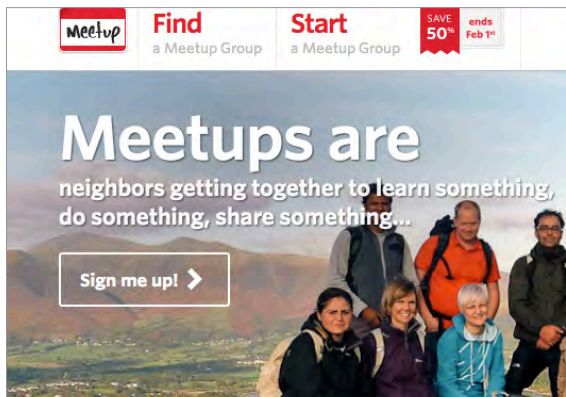 Meetup
Find
a Meetup Group
Start
a Meetup Group
SAVE
50%
ends
Feb 1st
Meetups are
neighbors getting together to learn something,
do something, share something...
Sign me up!